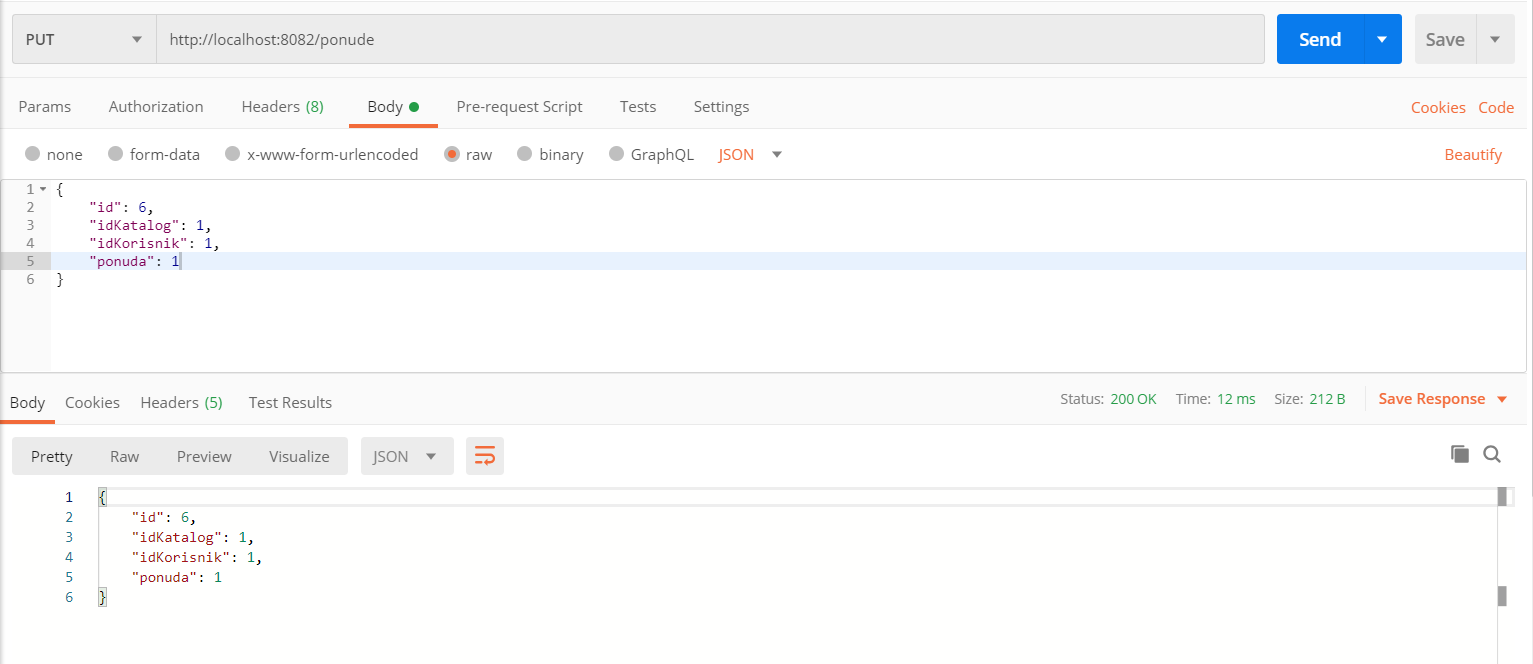 PUT http://localhost:8082/ponude Send Save
Params Authorization Headers (8) Body Pre-request Script Tests Settings Cookies Code
none form-data x-www-form-urlencoded raw binary GraphQL JSON Beautify
1 {
2 "id": 6,
3 "idKatalog": 1,
4 "idKorisnik": 1,
5 "ponuda": 1
6 }
Body Cookies Headers (5) Test Results Status: 200 OK Time: 12 ms Size: 212 B Save Response
Pretty Raw Preview Visualize JSON
1 {
2 "id": 6,
3 "idKatalog": 1,
4 "idKorisnik": 1,
5 "ponuda": 1
6 }